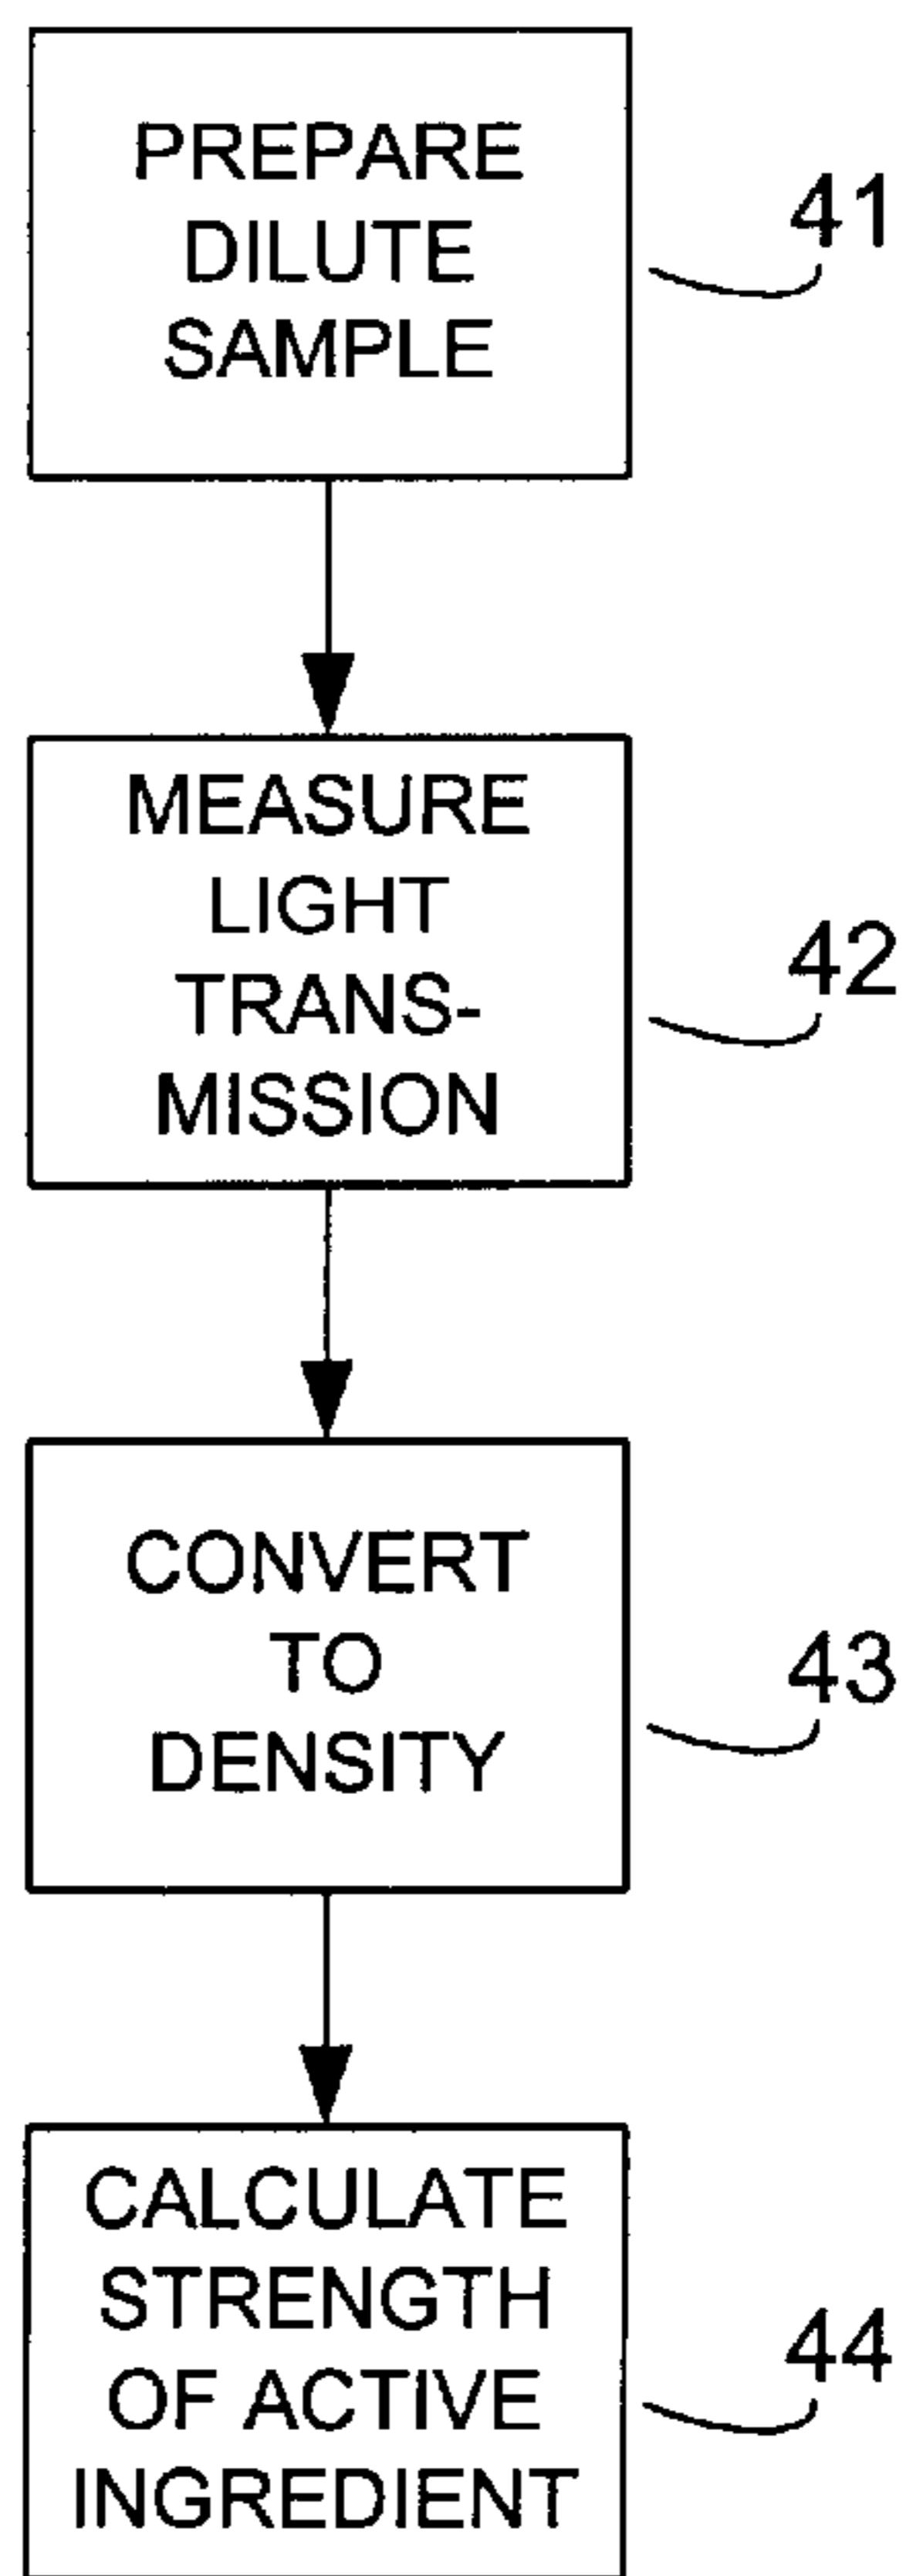 PREPARE
DILUTE
SAMPLE
41
MEASURE
LIGHT
TRANS-
MISSION
42
CONVERT
TO
DENSITY
43
CALCULATE
STRENGTH
OF ACTIVE
INGREDIENT
44